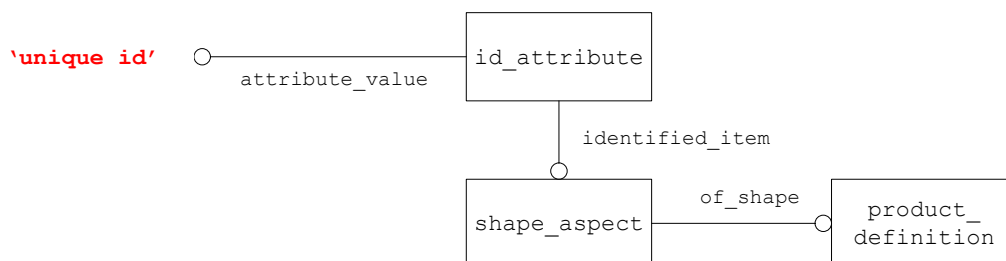 ‘unique id’
id_attribute
attribute_value
identified_item
of_shape
shape_aspect
product_
definition